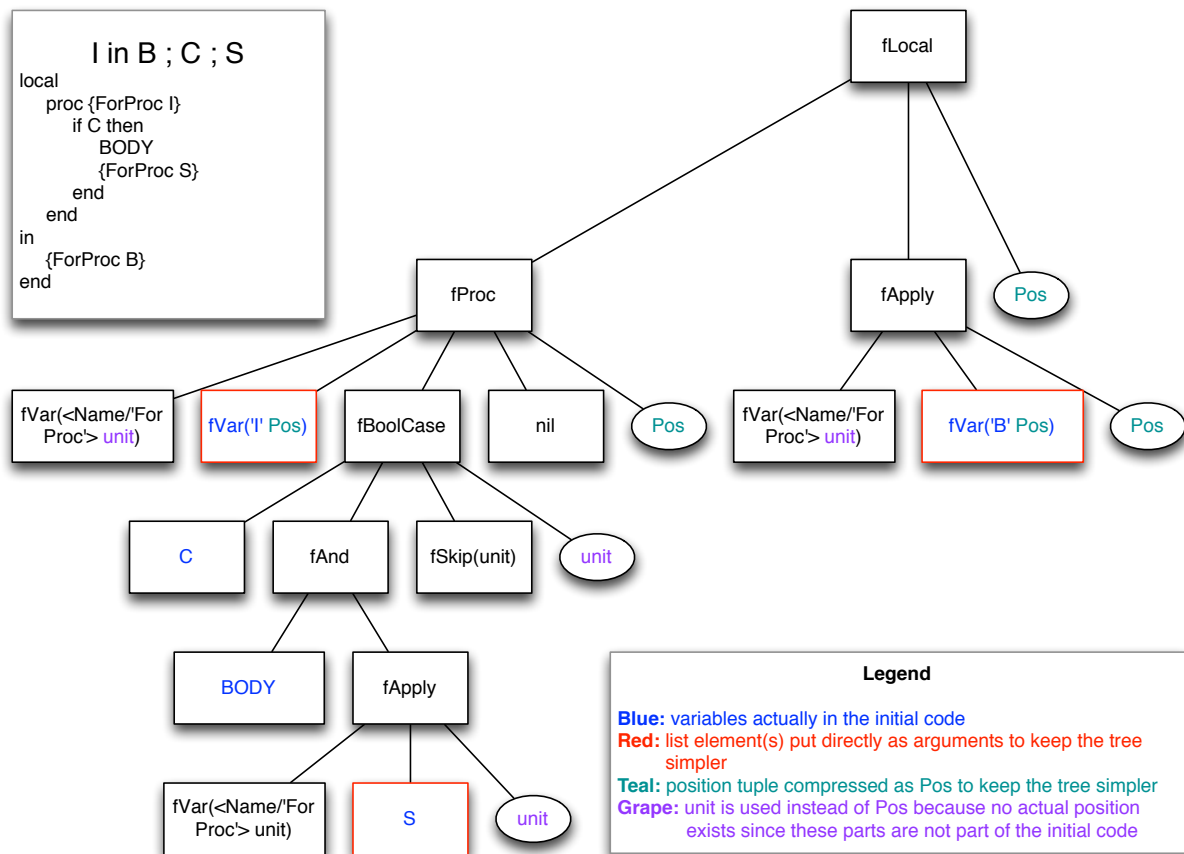 I in B ; C ; S
local
proc {ForProc I}
if C then
BODY
{ForProc S}
end
end
in
{ForProc B}
end
fLocal
fProc
fApply
Pos
fVar(<Name/'For
Proc'> unit)
fVar('I' Pos)
fBoolCase
nil
Pos
fVar(<Name/'For
Proc'> unit)
fVar('B' Pos)
Pos
C
fAnd
fSkip(unit)
unit
BODY
fApply
fVar(<Name/'For
Proc'> unit)
S
unit
Legend
Blue: variables actually in the initial code
Red: list element(s) put directly as arguments to keep the tree
simpler
Teal: position tuple compressed as Pos to keep the tree simpler
Grape: unit is used instead of Pos because no actual position
exists since these parts are not part of the initial code